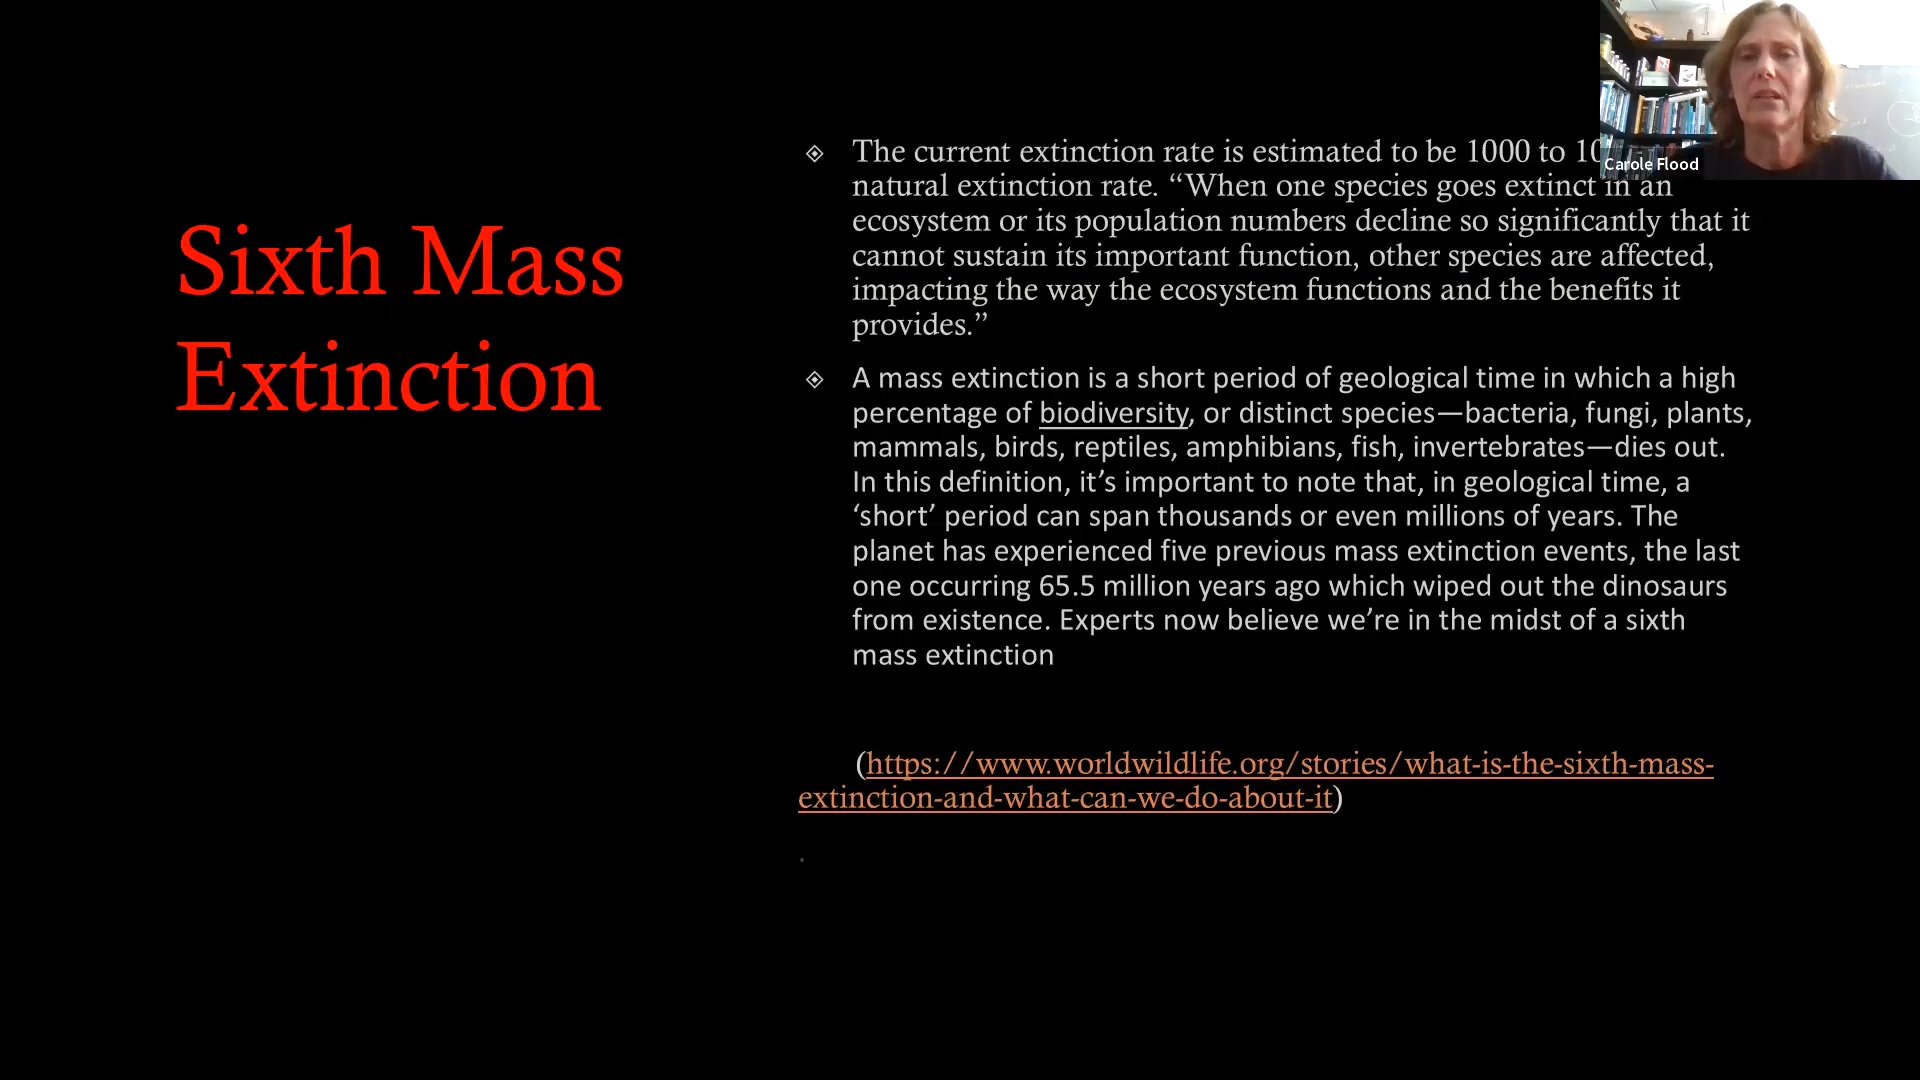 Sixth Mass
Extinction
The current extinction rate is estimated to be 1000 to
natural extinction rate. “When one species goes extinct in an
ecosystem or its population numbers decline so significantly that it
cannot sustain its important function, other species are affected,
impacting the way the ecosystem functions and the benefits it
provides.”
A mass extinction is a short period of geological time in which a high
percentage of biodiversity, or distinct species—bacteria, fungi, plants,
mammals, birds, reptiles, amphibians, fish, invertebrates—dies out.
In this definition, it’s important to note that, in geological time, a
‘short’ period can span thousands or even millions of years. The
planet has experienced five previous mass extinction events, the last
one occurring 65.5 million years ago which wiped out the dinosaurs
from existence. Experts now believe we’re in the midst of a sixth
mass extinction
(https://www.worldwildlife.org/stories/what-is-the-sixth-mass-
extinction-and-what-can-we-do-about-it)
.
Carole Flood